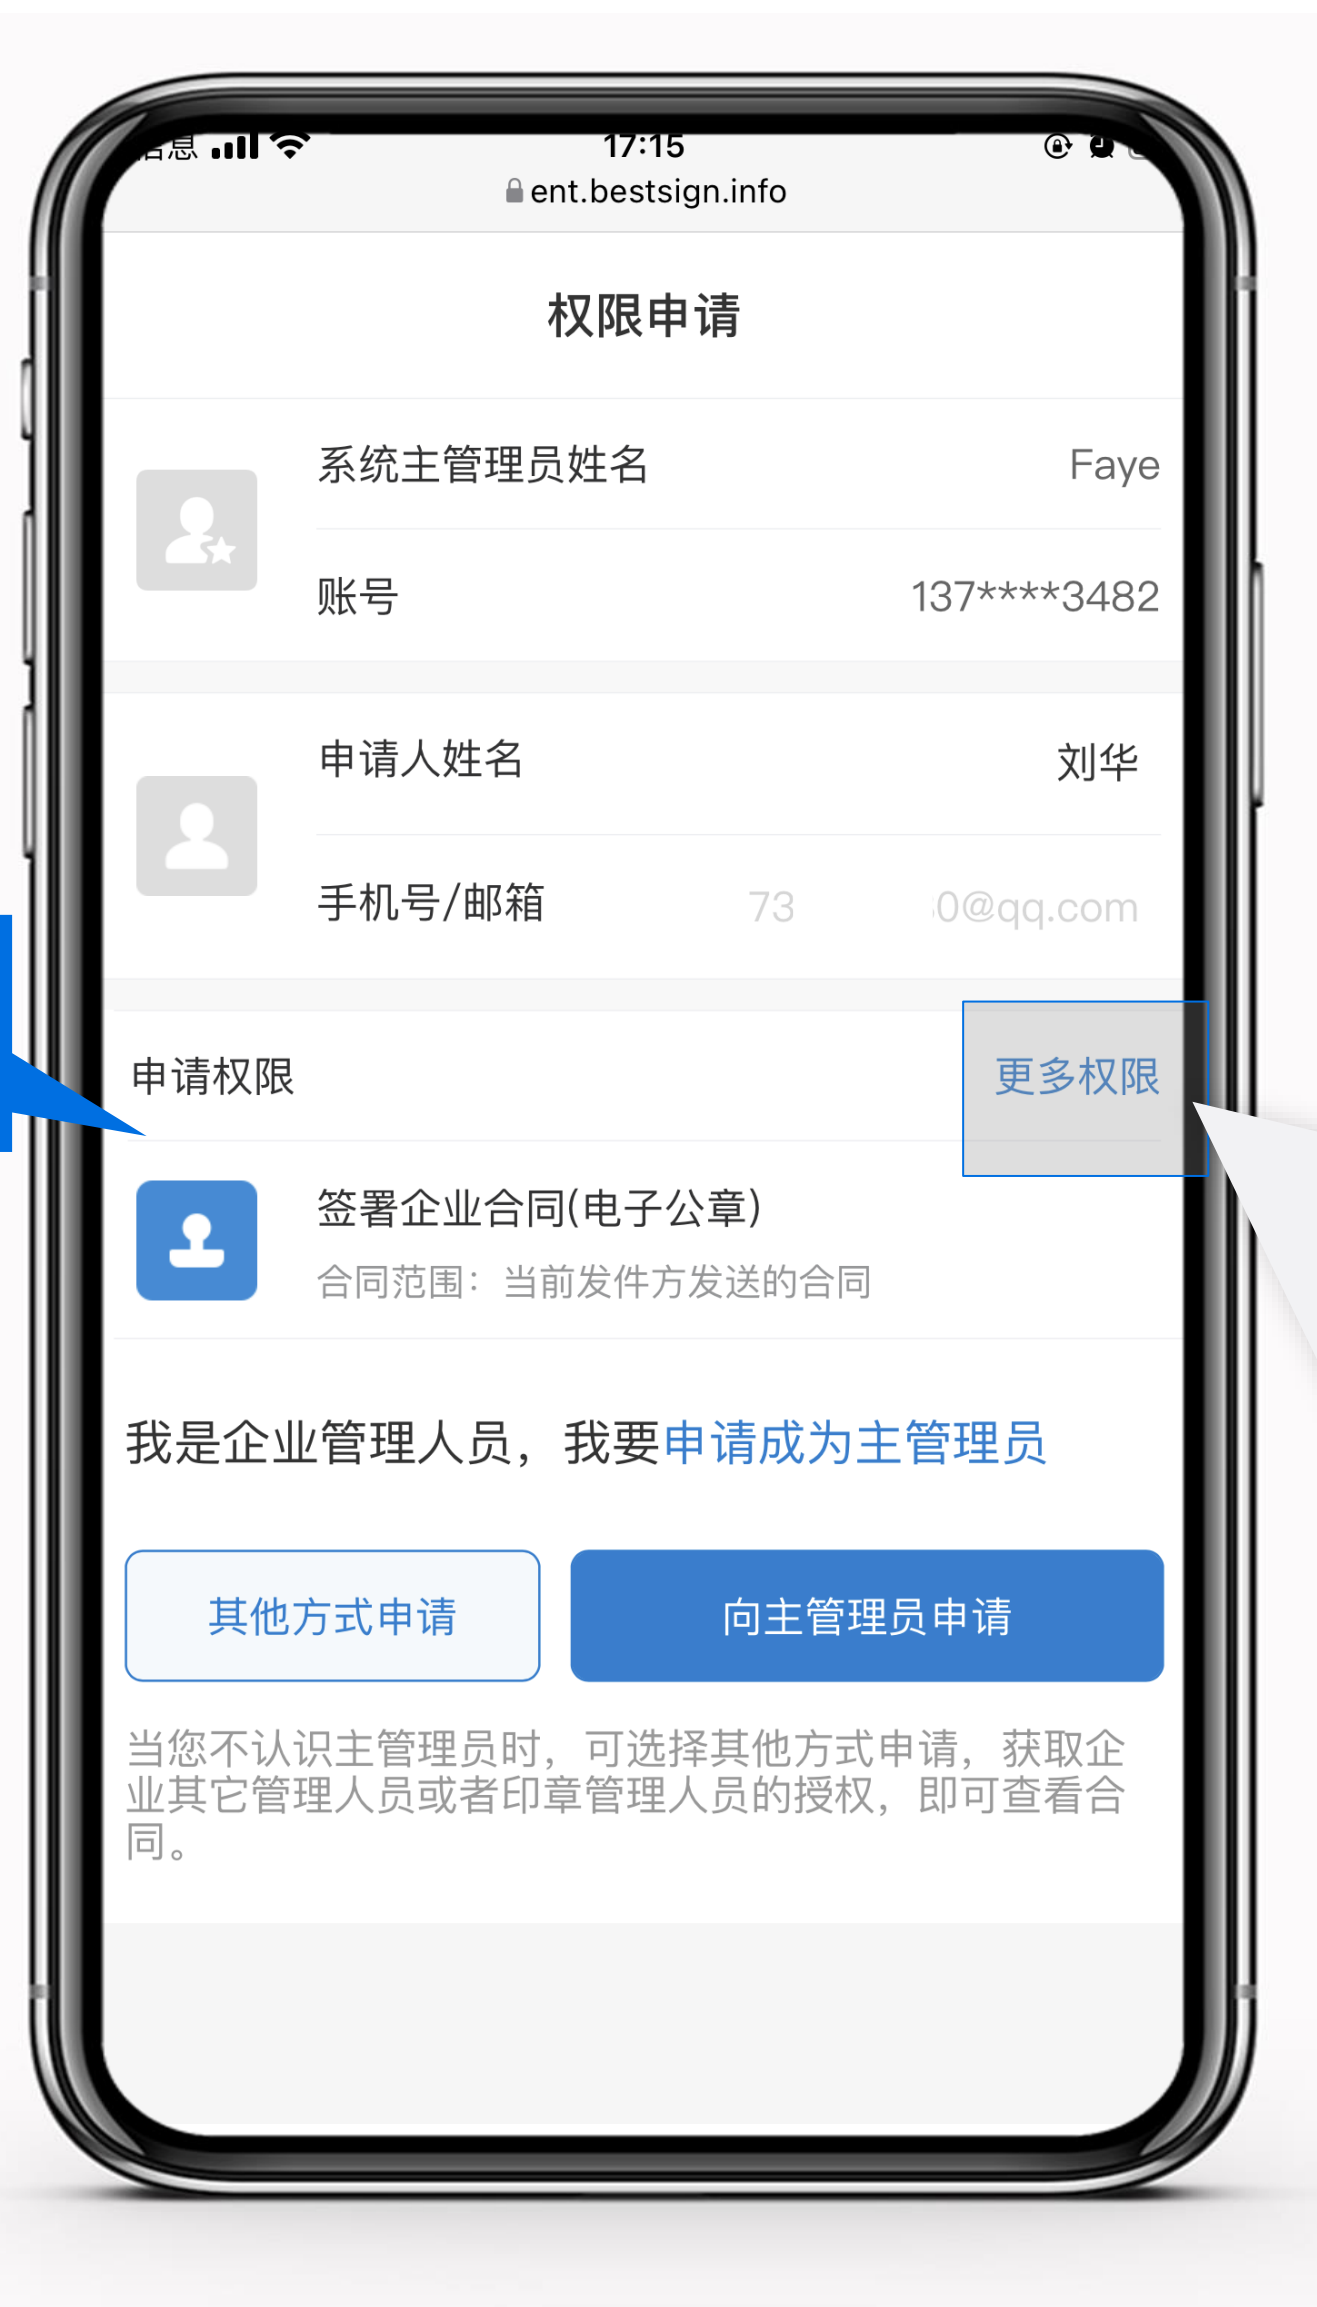 17:15
ent.bestsign.info
权限申请
系统主管理员姓名 Faye
账号 137****3482
申请人姓名 刘华
手机号/邮箱 73 0@qq.com
申请权限 更多权限
签署企业合同(电子公章)
合同范围：当前发件方发送的合同
我是企业管理人员，我要申请成为主管理员
其他方式申请 向主管理员申请
当您不认识主管理员时，可选择其他方式申请，获取企
业其它管理人员或者印章管理人员的授权，即可查看合
同。